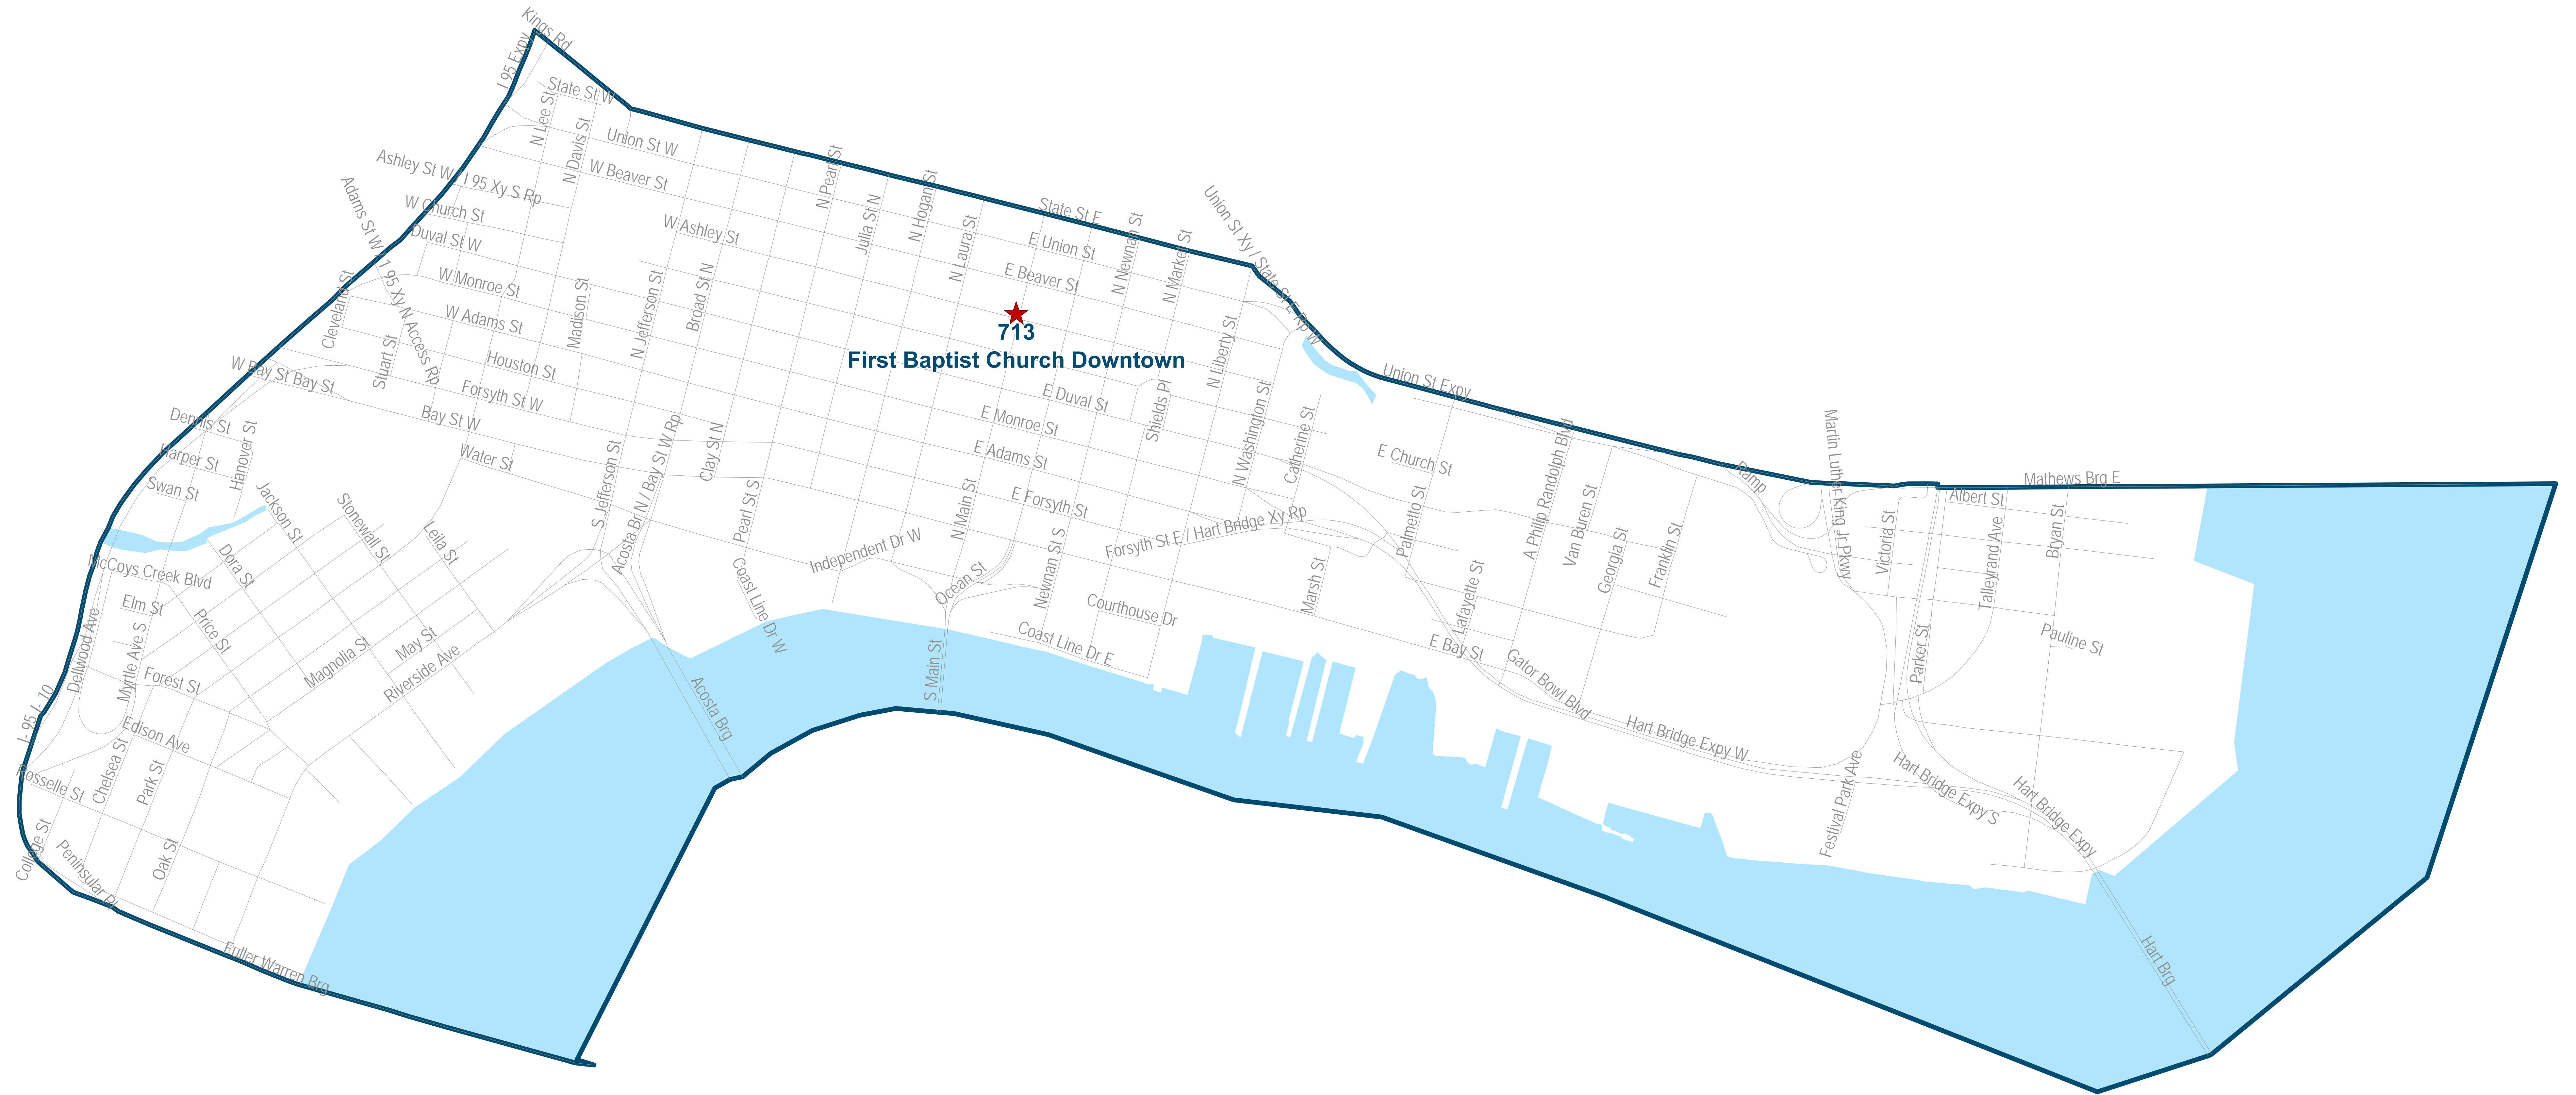 Kings Rd
I 95 Expy
State St W
N Lee St
N Davis St
Union St W
W Beaver St
Ashley St W / I 95 Xy S Rp
W Church St
Adams St W / 1 95 Xy N Access Rp
Duval St W
W Monroe St
W Adams St
W Ashley St
N Pearl St
Julia St N
N Hogan St
N Laura St
State St E
E Union St
E Beaver St
N Newnan St
N Market St
Union St Xy / State St E Rp W
Cleveland St
Stuart St
Madison St
N Jefferson St
Broad St N
Houston St
Forsyth St W
Bay St W
Water St
W Bay St Bay St
713
First Baptist Church Downtown
N Liberty St
E Duval St
Shields Pl
E Monroe St
E Adams St
E Forsyth St
N Washington St
Catherine St
Union St Expy
E Church St
Palmetto St
A Philip Randolph Blvd
Van Buren St
Georgia St
Franklin St
Ramp
Martin Luther King Jr Pkwy
Victoria St
Mathews Brg E
Albert St
Talleyrand Ave
Bryan St
Dennis St
Harper St
Hanover St
Swan St
Jackson St
Stonewall St
Leila St
Dora St
McCoys Creek Blvd
Elm St
Price St
Dellwood Ave
Myrtle Ave S
Magnolia St
May St
Riverside Ave
Forest St
Edison Ave
I- 95 I- 10
Rosselle St
Chelsea St
Park St
Oak St
College St
Peninsular Pl
Fuller Warren Brg
S Jefferson St
Acosta Br N / Bay St W Rp
Clay St N
Pearl St S
Coast Line Dr W
Independent Dr W
N Main St
Ocean St
Newnan St S
Forsyth St E / Hart Bridge Xy Rp
Courthouse Dr
Coast Line Dr E
S Main St
Acosta Brg
Marsh St
Lafayette St
E Bay St
Gator Bowl Blvd
Hart Bridge Expy W
Parker St
Pauline St
Festival Park Ave
Hart Bridge Expy S
Hart Bridge Expy
Hart Brg